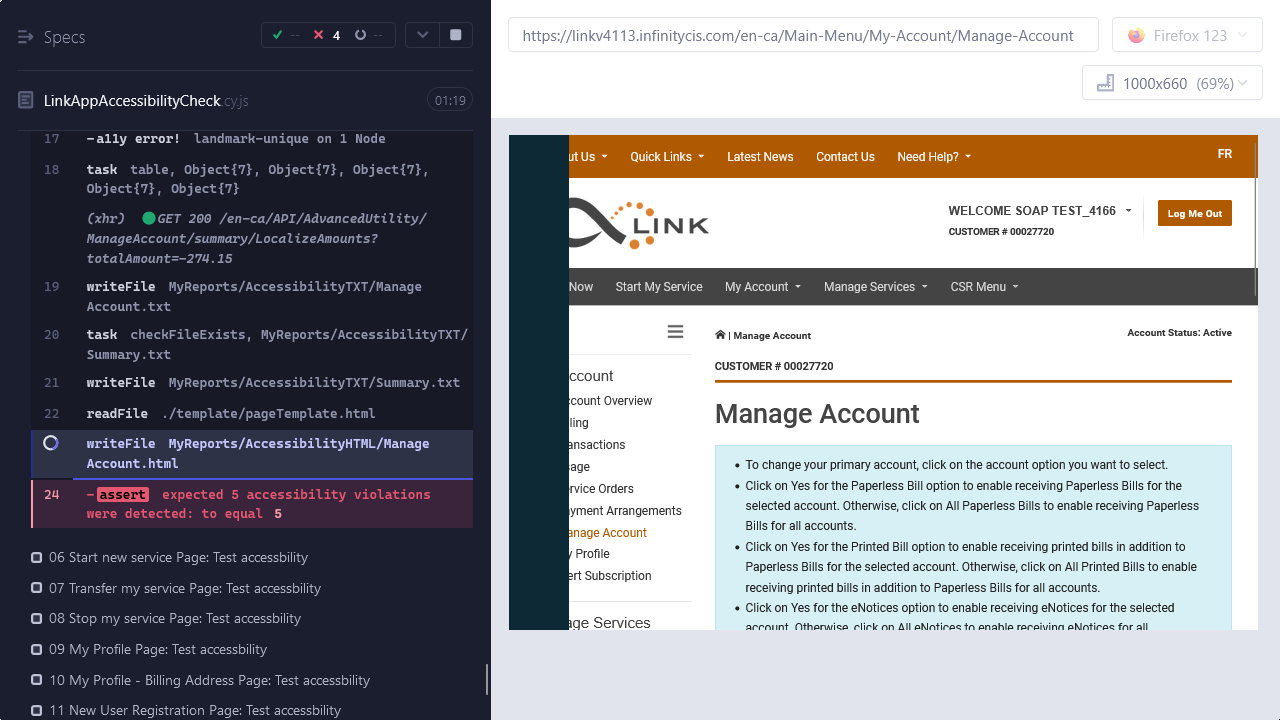 Specs
--
4
--
LinkAppAccessibilityCheck.cy.js
01:19
17 -a11y error! landmark-unique on 1 Node
18 task table, Object{7}, Object{7}, Object{7},
Object{7}, Object{7}
(xhr) GET 200 /en-ca/API/AdvancedUtility/
ManageAccount/summary/LocalizeAmounts?
totalAmount=-274.15
19 writeFile MyReports/AccessibilityTXT/Manage
Account.txt
20 task checkFileExists, MyReports/AccessibilityTXT/
Summary.txt
21 writeFile MyReports/AccessibilityTXT/Summary.txt
22 readFile ./template/pageTemplate.html
writeFile MyReports/AccessibilityHTML/Manage
Account.html
24 -assert expected 5 accessibility violations
were detected: to equal 5
06 Start new service Page: Test accessbility
07 Transfer my service Page: Test accessbility
08 Stop my service Page: Test accessbility
09 My Profile Page: Test accessbility
10 My Profile - Billing Address Page: Test accessbility
11 New User Registration Page: Test accessbility
https://linkv4113.infinitycis.com/en-ca/Main-Menu/My-Account/Manage-Account
Firefox 123
1000x660 (69%)
ut Us
Quick Links
Latest News
Contact Us
Need Help?
FR
LINK
WELCOME SOAP TEST_4166
CUSTOMER # 00027720
Log Me Out
Now
Start My Service
My Account
Manage Services
CSR Menu
ccount
count Overview
lling
ansactions
sage
ervice Orders
yment Arrangements
anage Account
y Profile
ert Subscription
age Services
| Manage Account
Account Status: Active
CUSTOMER # 00027720
Manage Account
• To change your primary account, click on the account option you want to select.
• Click on Yes for the Paperless Bill option to enable receiving Paperless Bills for the
selected account. Otherwise, click on All Paperless Bills to enable receiving Paperless
Bills for all accounts.
• Click on Yes for the Printed Bill option to enable receiving printed bills in addition to
Paperless Bills for the selected account. Otherwise, click on All Printed Bills to enable
receiving printed bills in addition to Paperless Bills for all accounts.
• Click on Yes for the eNotices option to enable receiving eNotices for the selected
account. Otherwise, click on All eNotices to enable receiving eNotices for all